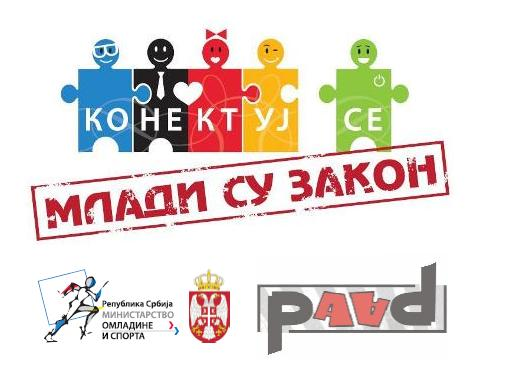 КОНЕКТУЈ СЕ
МЛАДИ СУ ЗАКОН
Република Србија
МИНИСТАРСТВО
ОМЛАДИНЕ
И СПОРТА
paad